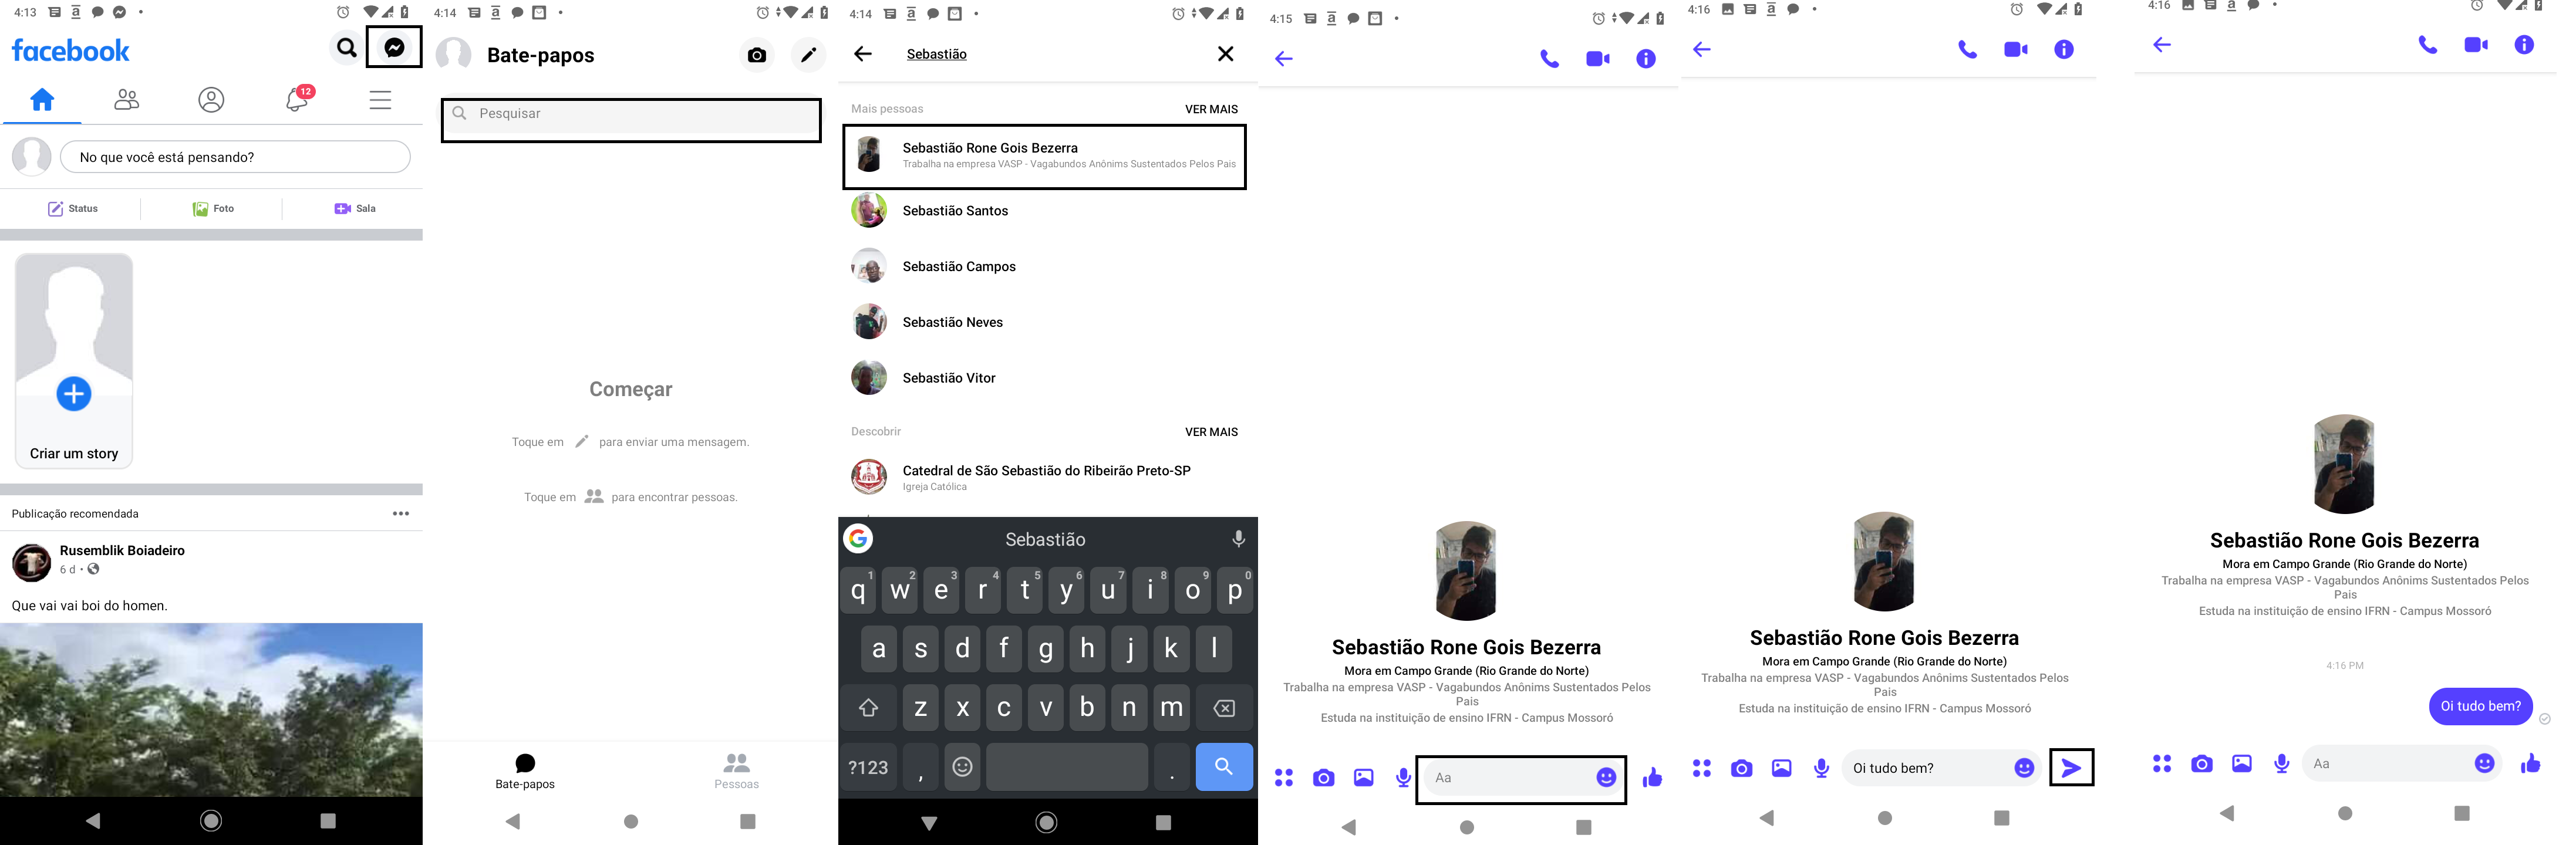 4:13
facebook
12
No que você está pensando?
Status
Foto
Sala
Criar um story
Publicação recomendada
Rusemblik Boiadeiro
6 d
Que vai vai boi do homen.
4:14
Bate-papos
Pesquisar
Começar
Toque em para enviar uma mensagem.
Toque em para encontrar pessoas.
Bate-papos
Pessoas
4:14
Sebastião
Mais pessoas
VER MAIS
Sebastião Rone Gois Bezerra
Trabalha na empresa VASP - Vagabundos Anônims Sustentados Pelos Pais
Sebastião Santos
Sebastião Campos
Sebastião Neves
Sebastião Vitor
Descobrir
VER MAIS
Catedral de São Sebastião do Ribeirão Preto-SP
Igreja Católica
Sebastião
1 2 3 4 5 6 7 8 9 0
q w e r t y u i o p
a s d f g h j k l
z x c v b n m
?123 , .
4:15
Sebastião Rone Gois Bezerra
Mora em Campo Grande (Rio Grande do Norte)
Trabalha na empresa VASP - Vagabundos Anônims Sustentados Pelos
Pais
Estuda na instituição de ensino IFRN - Campus Mossoró
Aa
4:16
Sebastião Rone Gois Bezerra
Mora em Campo Grande (Rio Grande do Norte)
Trabalha na empresa VASP - Vagabundos Anônims Sustentados Pelos
Pais
Estuda na instituição de ensino IFRN - Campus Mossoró
Oi tudo bem?
4:16
Sebastião Rone Gois Bezerra
Mora em Campo Grande (Rio Grande do Norte)
Trabalha na empresa VASP - Vagabundos Anônims Sustentados Pelos
Pais
Estuda na instituição de ensino IFRN - Campus Mossoró
4:16 PM
Oi tudo bem?
Aa